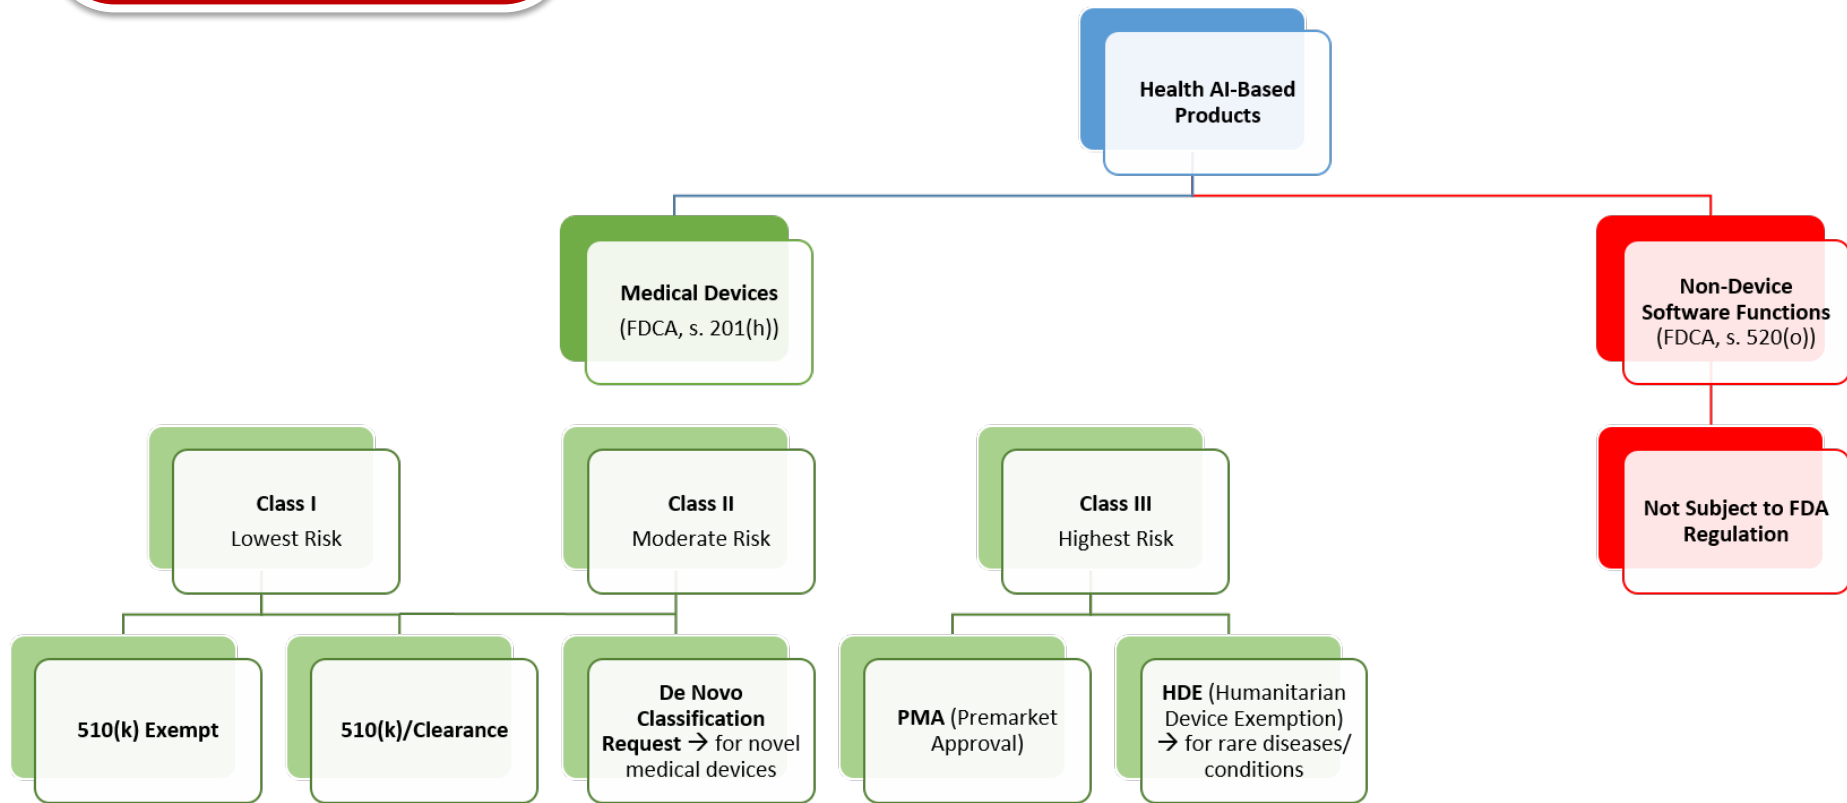 Health AI-Based
Products
Medical Devices
(FDCA, s. 201(h))
Non-Device
Software Functions
(FDCA, s. 520(o))
Class I
Lowest Risk
Class II
Moderate Risk
Class III
Highest Risk
Not Subject to FDA
Regulation
510(k) Exempt
510(k)/Clearance
De Novo
Classification
Request → for novel
medical devices
PMA (Premarket
Approval)
HDE (Humanitarian
Device Exemption)
→ for rare diseases/
conditions